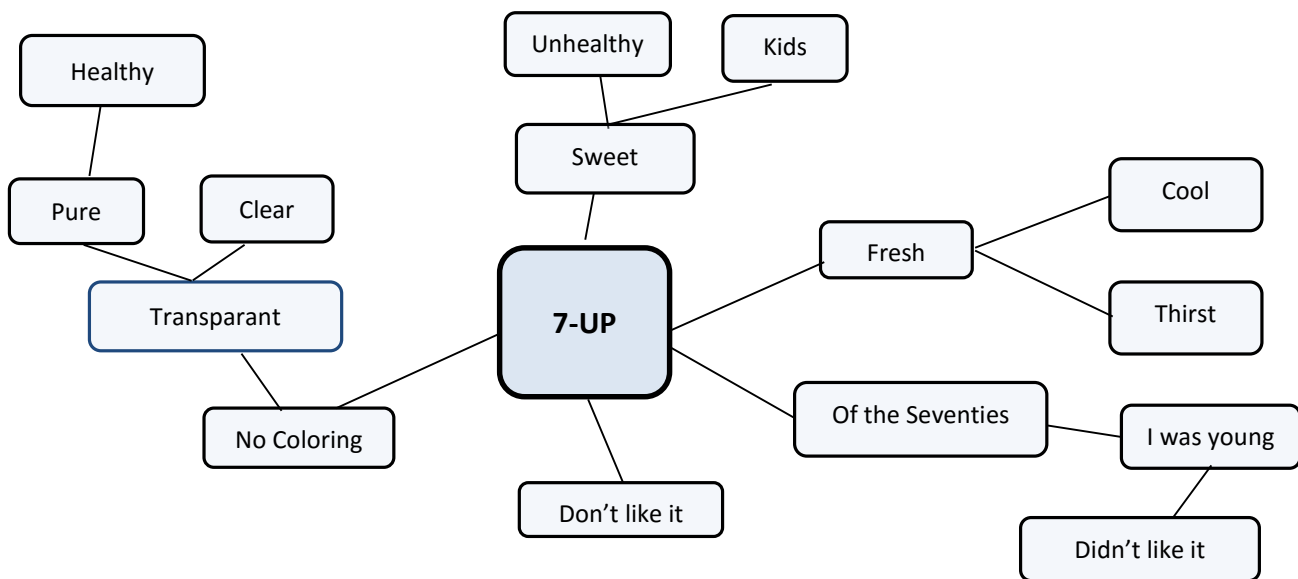 Unhealthy
Kids
Healthy
Sweet
Pure
Clear
Cool
Fresh
Transparant
7-UP
Thirst
Of the Seventies
No Coloring
I was young
Don’t like it
Didn’t like it